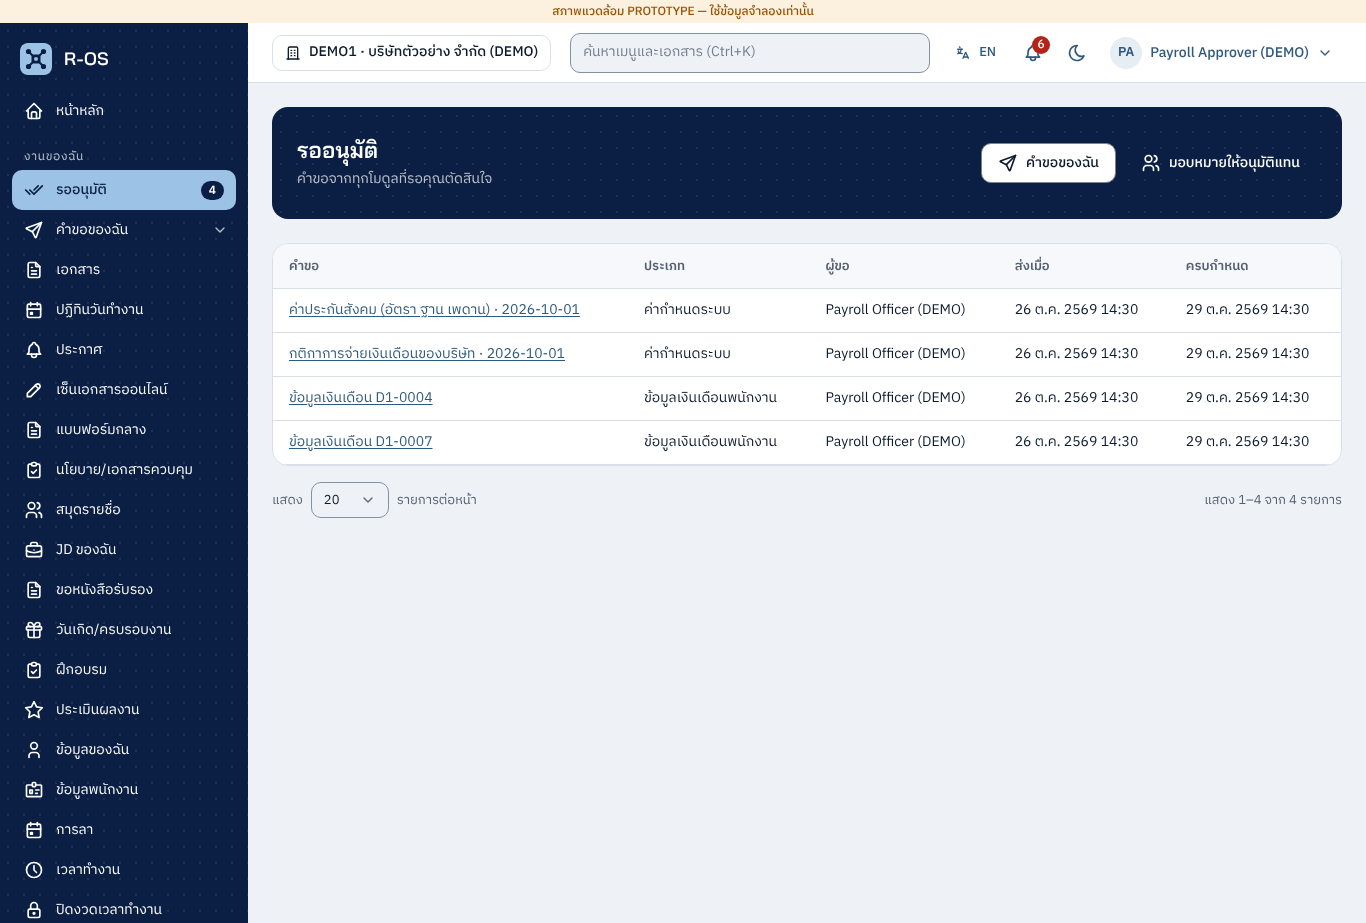 สภาพแวดล้อม PROTOTYPE — ใช้ข้อมูลจำลองเท่านั้น
R-OS
หน้าหลัก
งานของฉัน
รออนุมัติ 4
คำขอของฉัน
เอกสาร
ปฏิทินวันทำงาน
ประกาศ
เซ็นเอกสารออนไลน์
แบบฟอร์มกลาง
นโยบาย/เอกสารควบคุม
สมุดรายชื่อ
JD ของฉัน
ขอหนังสือรับรอง
วันเกิด/ครบรอบงาน
ฝึกอบรม
ประเมินผลงาน
ข้อมูลของฉัน
ข้อมูลพนักงาน
การลา
เวลาทำงาน
ปิดงวดเวลาทำงาน
DEMO1 · บริษัทตัวอย่าง จำกัด (DEMO) ค้นหาเมนูและเอกสาร (Ctrl+K) EN 6 PA Payroll Approver (DEMO)
รออนุมัติ
คำขอจากทุกโมดูลที่รอคุณตัดสินใจ
คำขอของฉัน มอบหมายให้อนุมัติแทน
คำขอ ประเภท ผู้ขอ ส่งเมื่อ ครบกำหนด
ค่าประกันสังคม (อัตรา ฐาน เพดาน) · 2026-10-01 ค่ากำหนดระบบ Payroll Officer (DEMO) 26 ต.ค. 2569 14:30 29 ต.ค. 2569 14:30
กติกาการจ่ายเงินเดือนของบริษัท · 2026-10-01 ค่ากำหนดระบบ Payroll Officer (DEMO) 26 ต.ค. 2569 14:30 29 ต.ค. 2569 14:30
ข้อมูลเงินเดือน D1-0004 ข้อมูลเงินเดือนพนักงาน Payroll Officer (DEMO) 26 ต.ค. 2569 14:30 29 ต.ค. 2569 14:30
ข้อมูลเงินเดือน D1-0007 ข้อมูลเงินเดือนพนักงาน Payroll Officer (DEMO) 26 ต.ค. 2569 14:30 29 ต.ค. 2569 14:30
แสดง 20 รายการต่อหน้า แสดง 1–4 จาก 4 รายการ